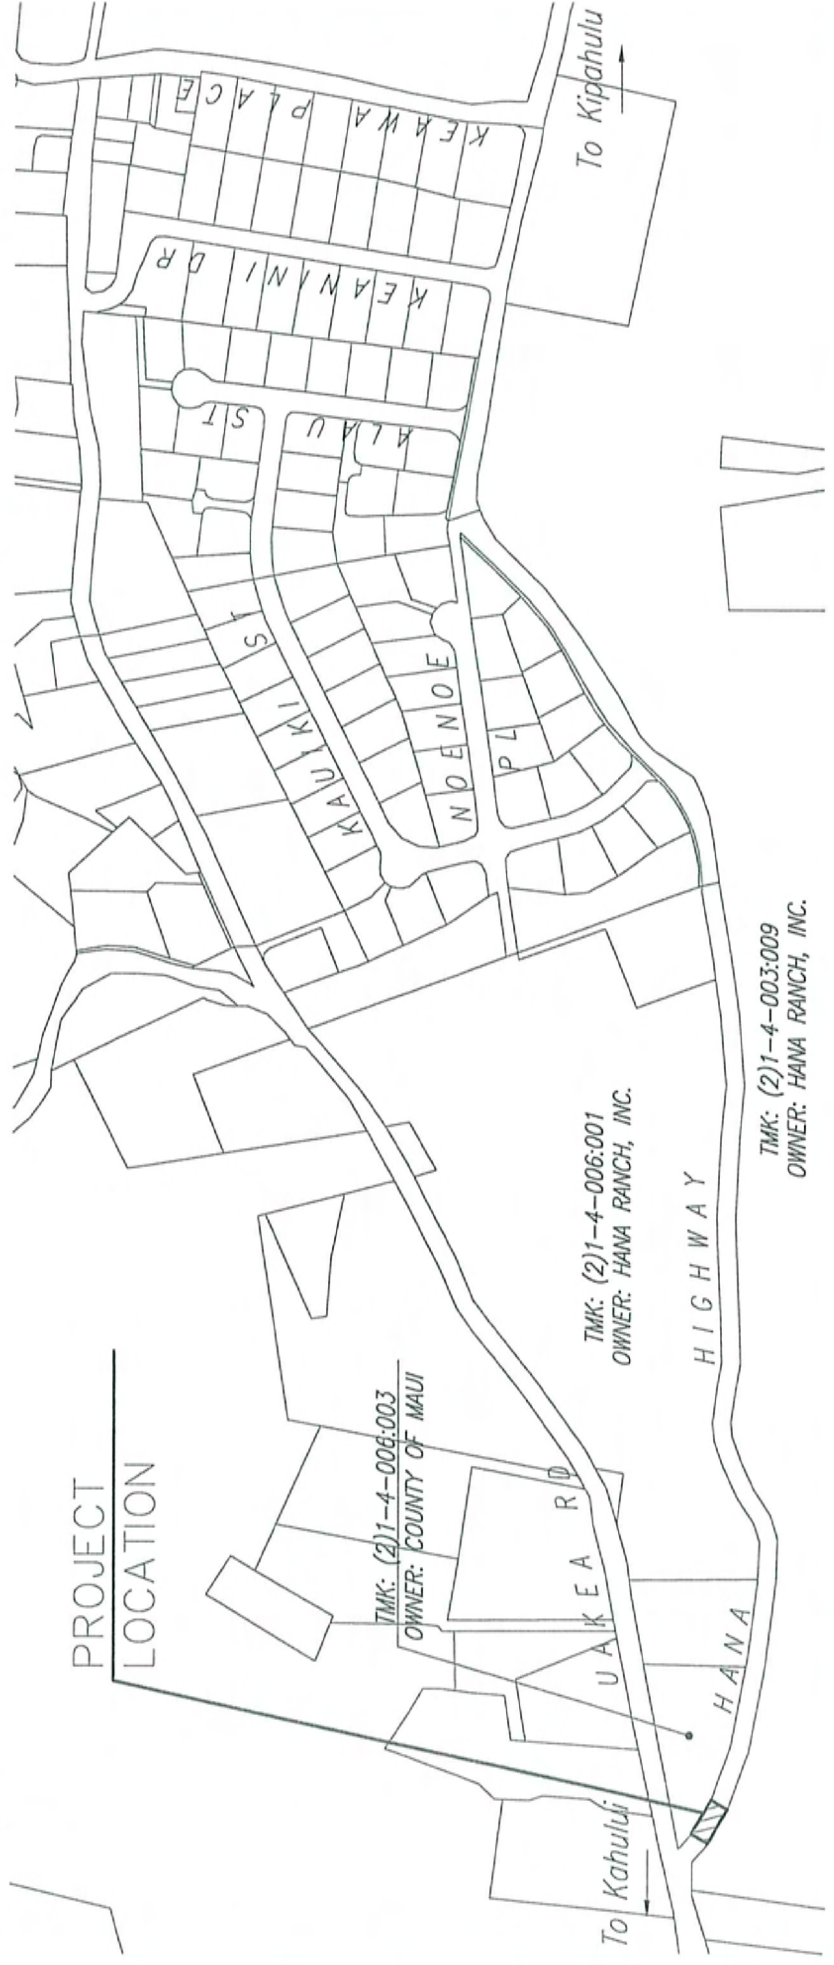 PROJECT
LOCATION
TMK: (2)1-4-006:003
OWNER: COUNTY OF MAUI
To Kahului
UAKEA RD
HANA HIGHWAY
TMK: (2)1-4-006:001
OWNER: HANA RANCH, INC.
TMK: (2)1-4-003:009
OWNER: HANA RANCH, INC.
KAUIKI ST
NOENOE PL
ALAU ST
KEANINI DR
KEAWA PLACE
To Kipahulu